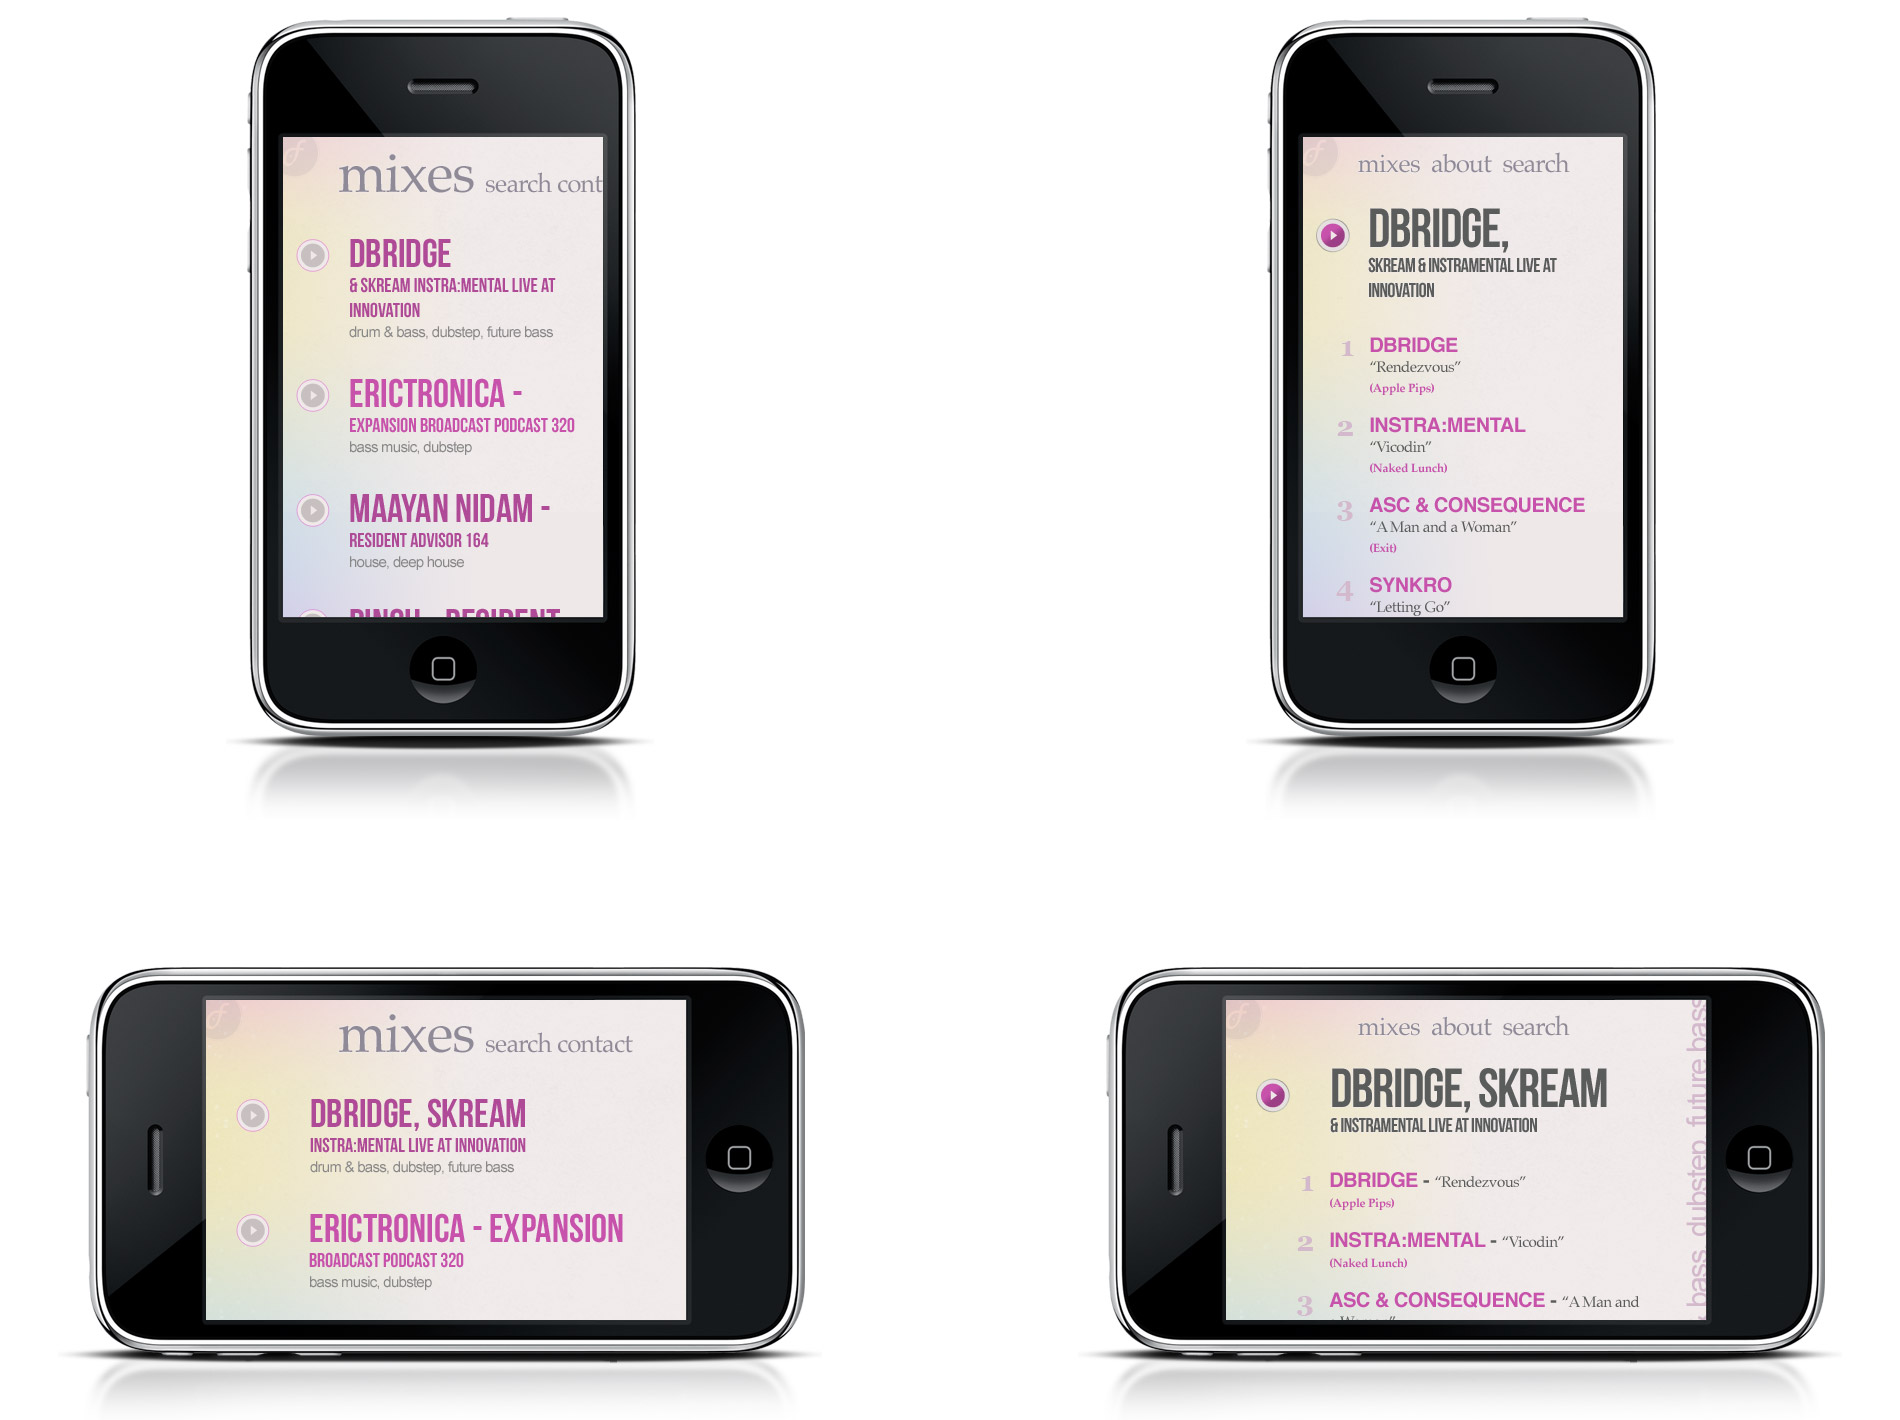 mixes search cont
DBRIDGE
& SKREAM INSTRA:MENTAL LIVE AT
INNOVATION
drum & bass, dubstep, future bass
ERICTRONICA -
EXPANSION BROADCAST PODCAST 320
bass music, dubstep
MAAYAN NIDAM -
RESIDENT ADVISOR 164
house, deep house
PINCH - RESIDENT
mixes about search
DBRIDGE,
SKREAM & INSTRAMENTAL LIVE AT
INNOVATION
1 DBRIDGE
“Rendezvous”
(Apple Pips)
2 INSTRA:MENTAL
“Vicodin”
(Naked Lunch)
3 ASC & CONSEQUENCE
“A Man and a Woman”
(Exit)
4 SYNKRO
“Letting Go”
mixes search contact
DBRIDGE, SKREAM
INSTRA:MENTAL LIVE AT INNOVATION
drum & bass, dubstep, future bass
ERICTRONICA - EXPANSION
BROADCAST PODCAST 320
bass music, dubstep
mixes about search
DBRIDGE, SKREAM
& INSTRAMENTAL LIVE AT INNOVATION
1 DBRIDGE - “Rendezvous”
(Apple Pips)
2 INSTRA:MENTAL - “Vicodin”
(Naked Lunch)
3 ASC & CONSEQUENCE - “A Man and
a Woman”
bass dubstep future bass